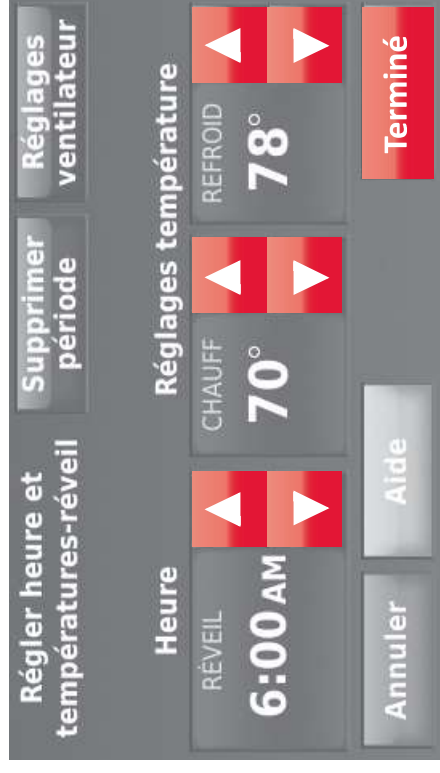 Régler heure et
températures-réveil
Supprimer
période
Réglages
ventilateur
Heure
Réglages température
RÉVEIL
6:00 AM
CHAUFF
70°
REFROID
78°
Annuler
Aide
Terminé